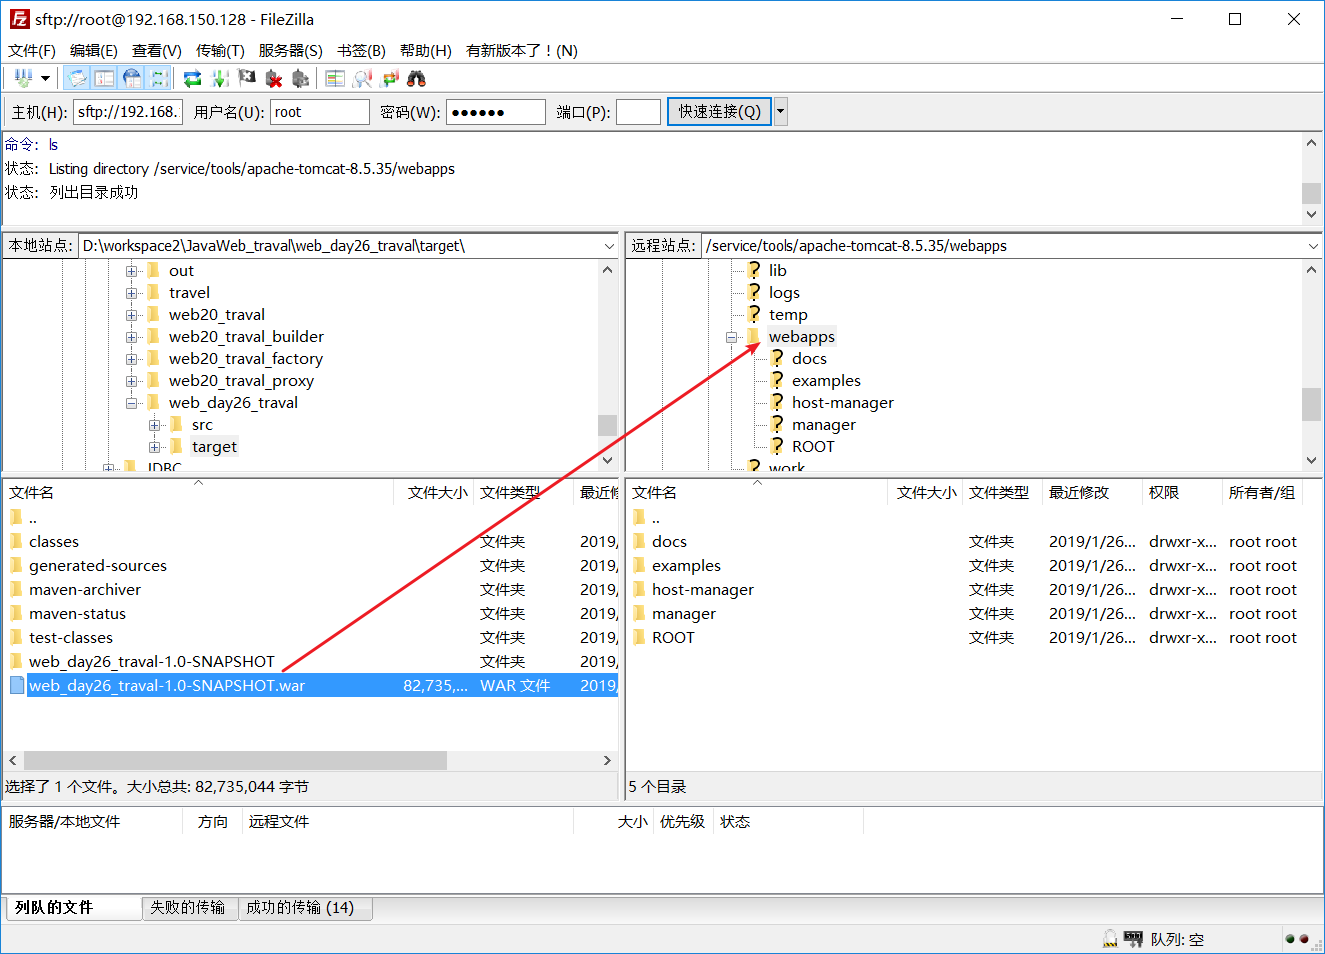 sftp://root@192.168.150.128 - FileZilla
文件(F) 编辑(E) 查看(V) 传输(T) 服务器(S) 书签(B) 帮助(H) 有新版本了！(N)
主机(H): sftp://192.168. 用户名(U): root 密码(W): ●●●●●● 端口(P): 快速连接(Q)
命令: ls
状态: Listing directory /service/tools/apache-tomcat-8.5.35/webapps
状态: 列出目录成功
本地站点: D:\workspace2\JavaWeb_traval\web_day26_traval\target\
out
travel
web20_traval
web20_traval_builder
web20_traval_factory
web20_traval_proxy
web_day26_traval
src
target
JDBC
远程站点: /service/tools/apache-tomcat-8.5.35/webapps
lib
logs
temp
webapps
docs
examples
host-manager
manager
ROOT
work
文件名 文件大小 文件类型 最近修
..
classes 文件夹 2019/
generated-sources 文件夹 2019/
maven-archiver 文件夹 2019/
maven-status 文件夹 2019/
test-classes 文件夹 2019/
web_day26_traval-1.0-SNAPSHOT 文件夹 2019/
web_day26_traval-1.0-SNAPSHOT.war 82,735,... WAR 文件 2019/
选择了 1 个文件。大小总共: 82,735,044 字节
文件名 文件大小 文件类型 最近修改 权限 所有者/组
..
docs 文件夹 2019/1/26... drwxr-x... root root
examples 文件夹 2019/1/26... drwxr-x... root root
host-manager 文件夹 2019/1/26... drwxr-x... root root
manager 文件夹 2019/1/26... drwxr-x... root root
ROOT 文件夹 2019/1/26... drwxr-x... root root
5 个目录
服务器/本地文件 方向 远程文件 大小 优先级 状态
列队的文件 失败的传输 成功的传输 (14)
队列: 空